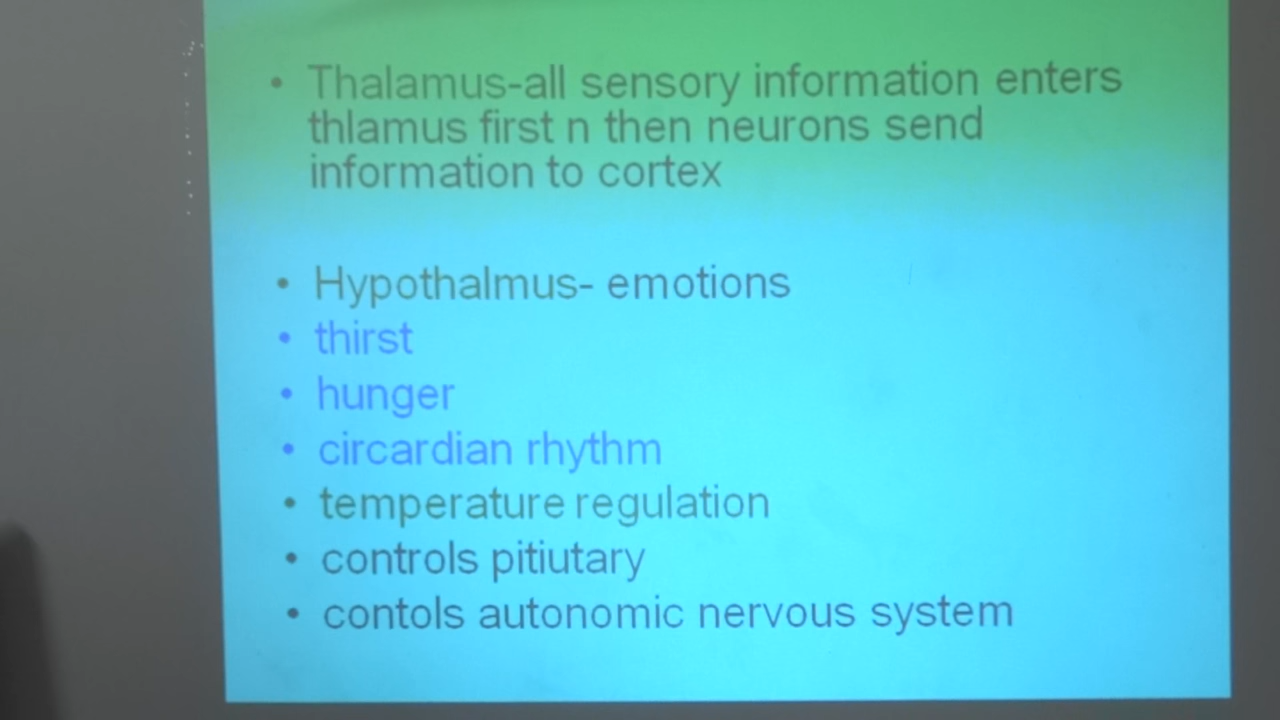 • Thalamus-all sensory information enters
thlamus first n then neurons send
information to cortex
• Hypothalmus- emotions
• thirst
• hunger
• circardian rhythm
• temperature regulation
• controls pitiutary
• contols autonomic nervous system